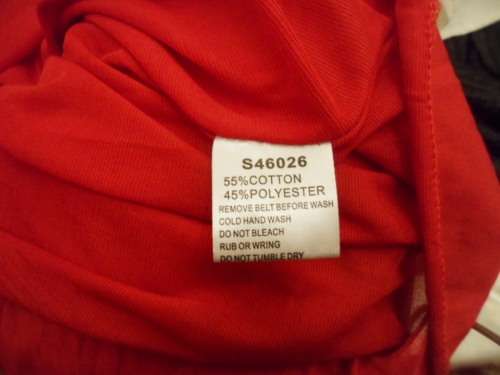 S46026
55%COTTON
45%POLYESTER
REMOVE BELT BEFORE WASH
COLD HAND WASH
DO NOT BLEACH
RUB OR WRING
DO NOT TUMBLE DRY